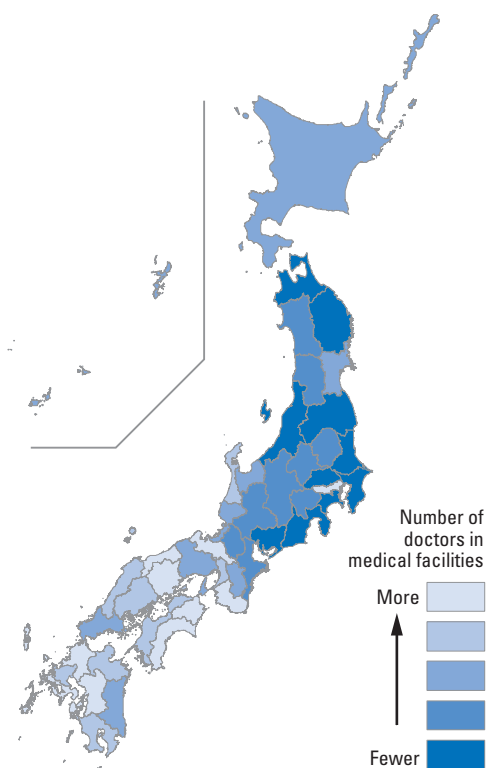 Number of
doctors in
medical facilities
More
Fewer